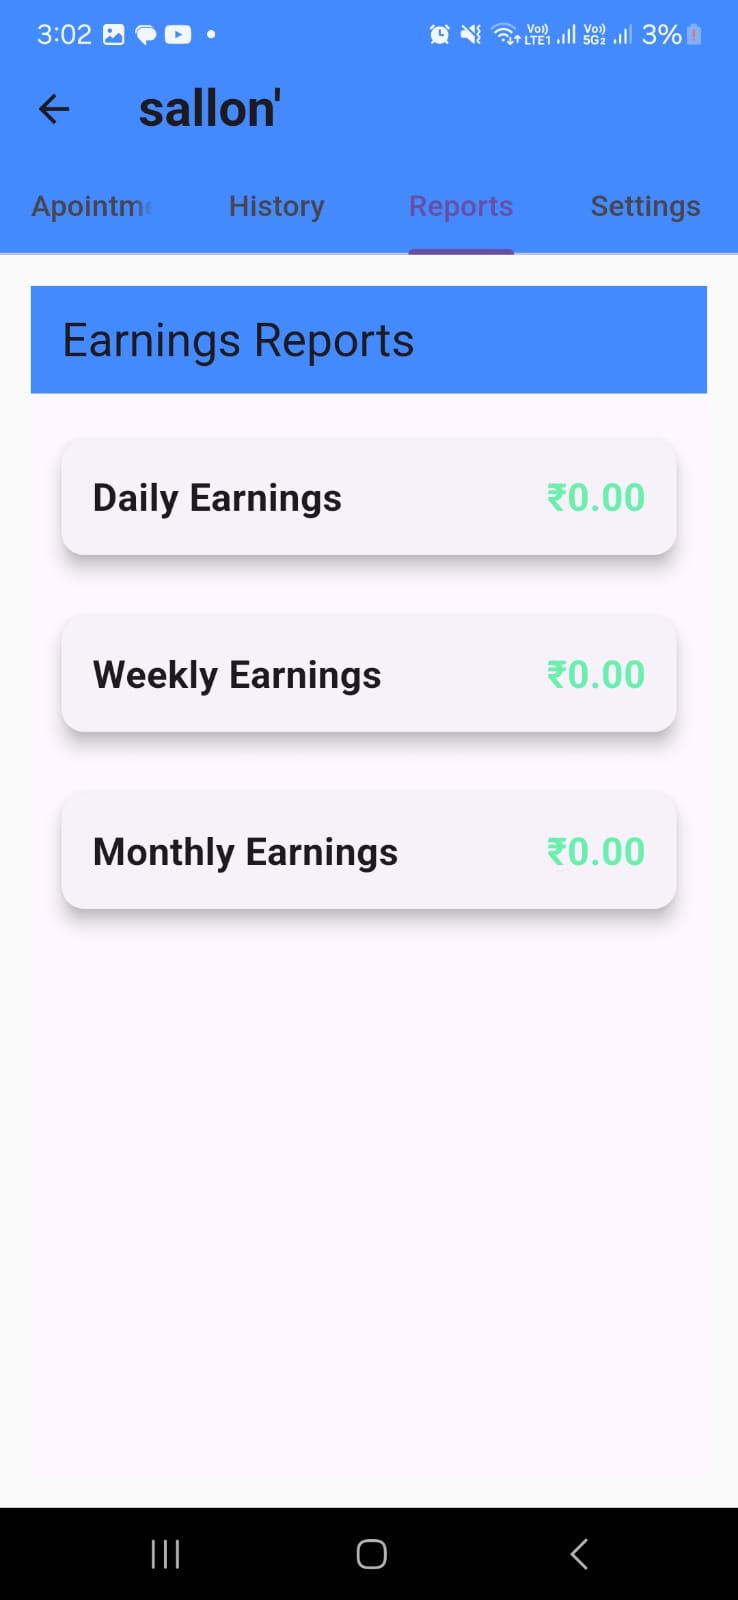 3:02 Vo)) LTE1 Vo)) 5G2 3%
sallon'
Apointme History Reports Settings
Earnings Reports
Daily Earnings ₹0.00
Weekly Earnings ₹0.00
Monthly Earnings ₹0.00